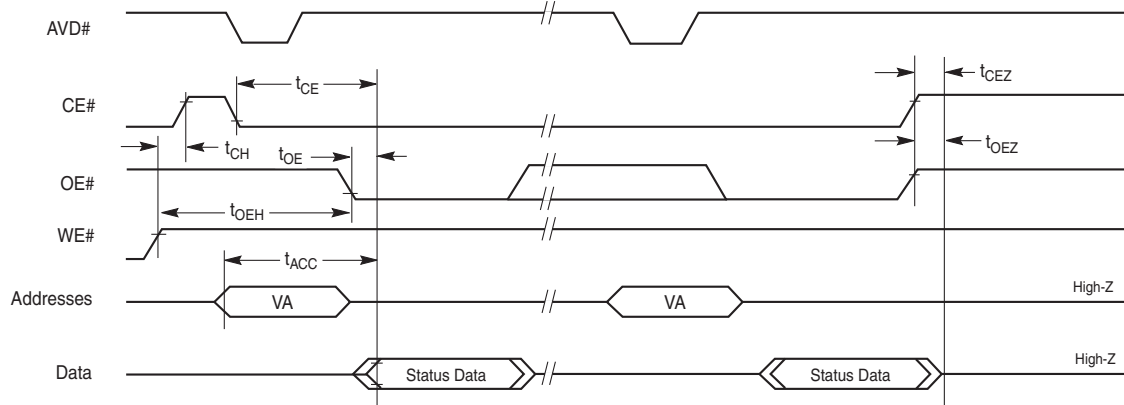 AVD#
tCEZ
tCE
CE#
tCH
tOE
tOEZ
OE#
tOEH
WE#
tACC
Addresses
VA
VA
High-Z
Data
Status Data
Status Data
High-Z